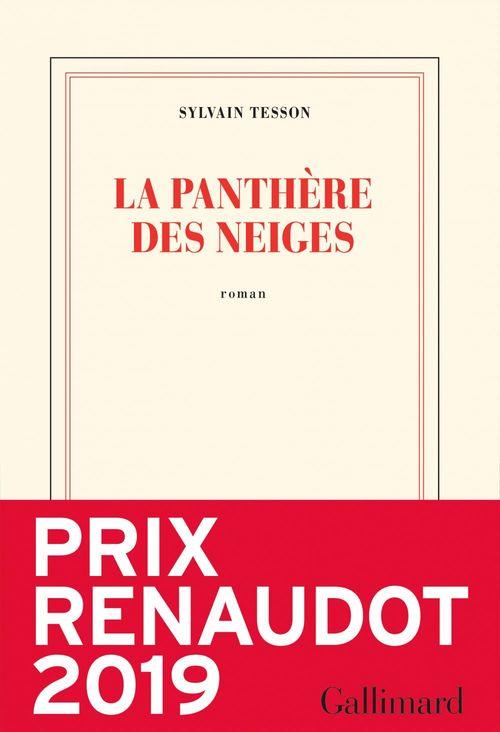 SYLVAIN TESSON
LA PANTHÈRE
DES NEIGES
roman
PRIX
RENAUDOT
2019
Gallimard